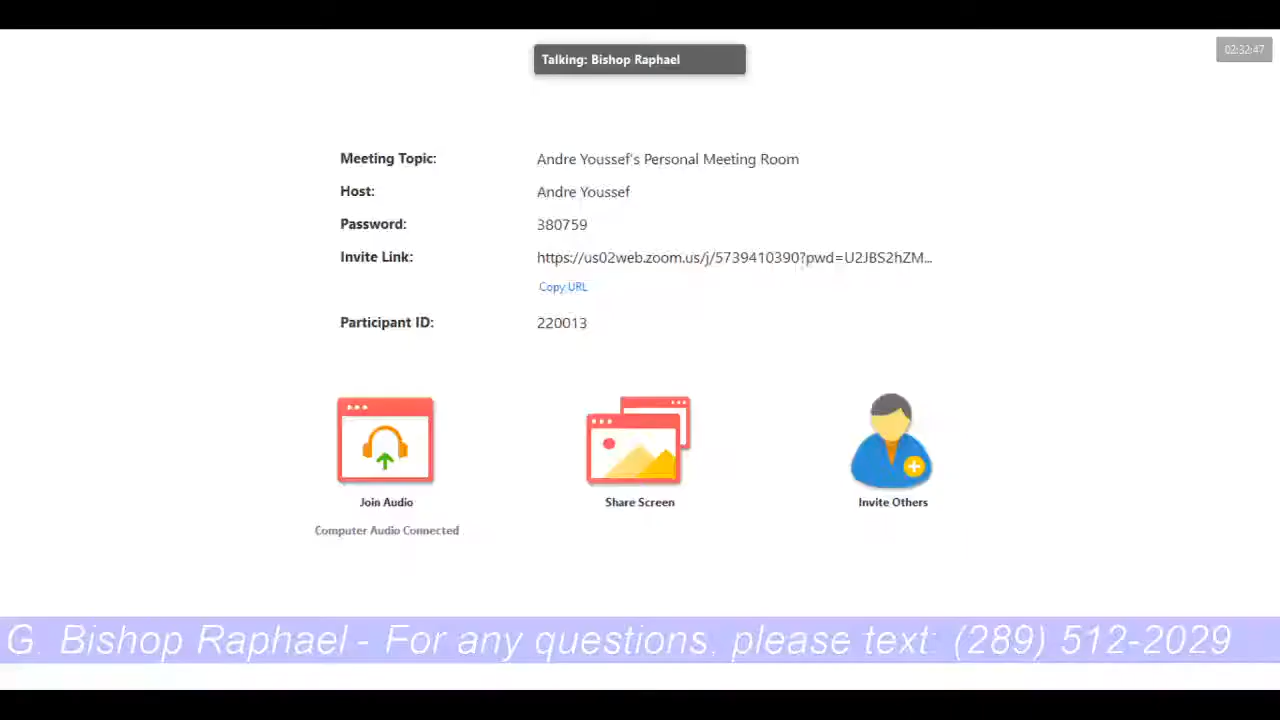 Talking: Bishop Raphael
02:32:47
Meeting Topic: Andre Youssef's Personal Meeting Room
Host: Andre Youssef
Password: 380759
Invite Link: https://us02web.zoom.us/j/5739410390?pwd=U2JBS2hZM...
Copy URL
Participant ID: 220013
Join Audio
Share Screen
Invite Others
Computer Audio Connected
G. Bishop Raphael - For any questions, please text: (289) 512-2029